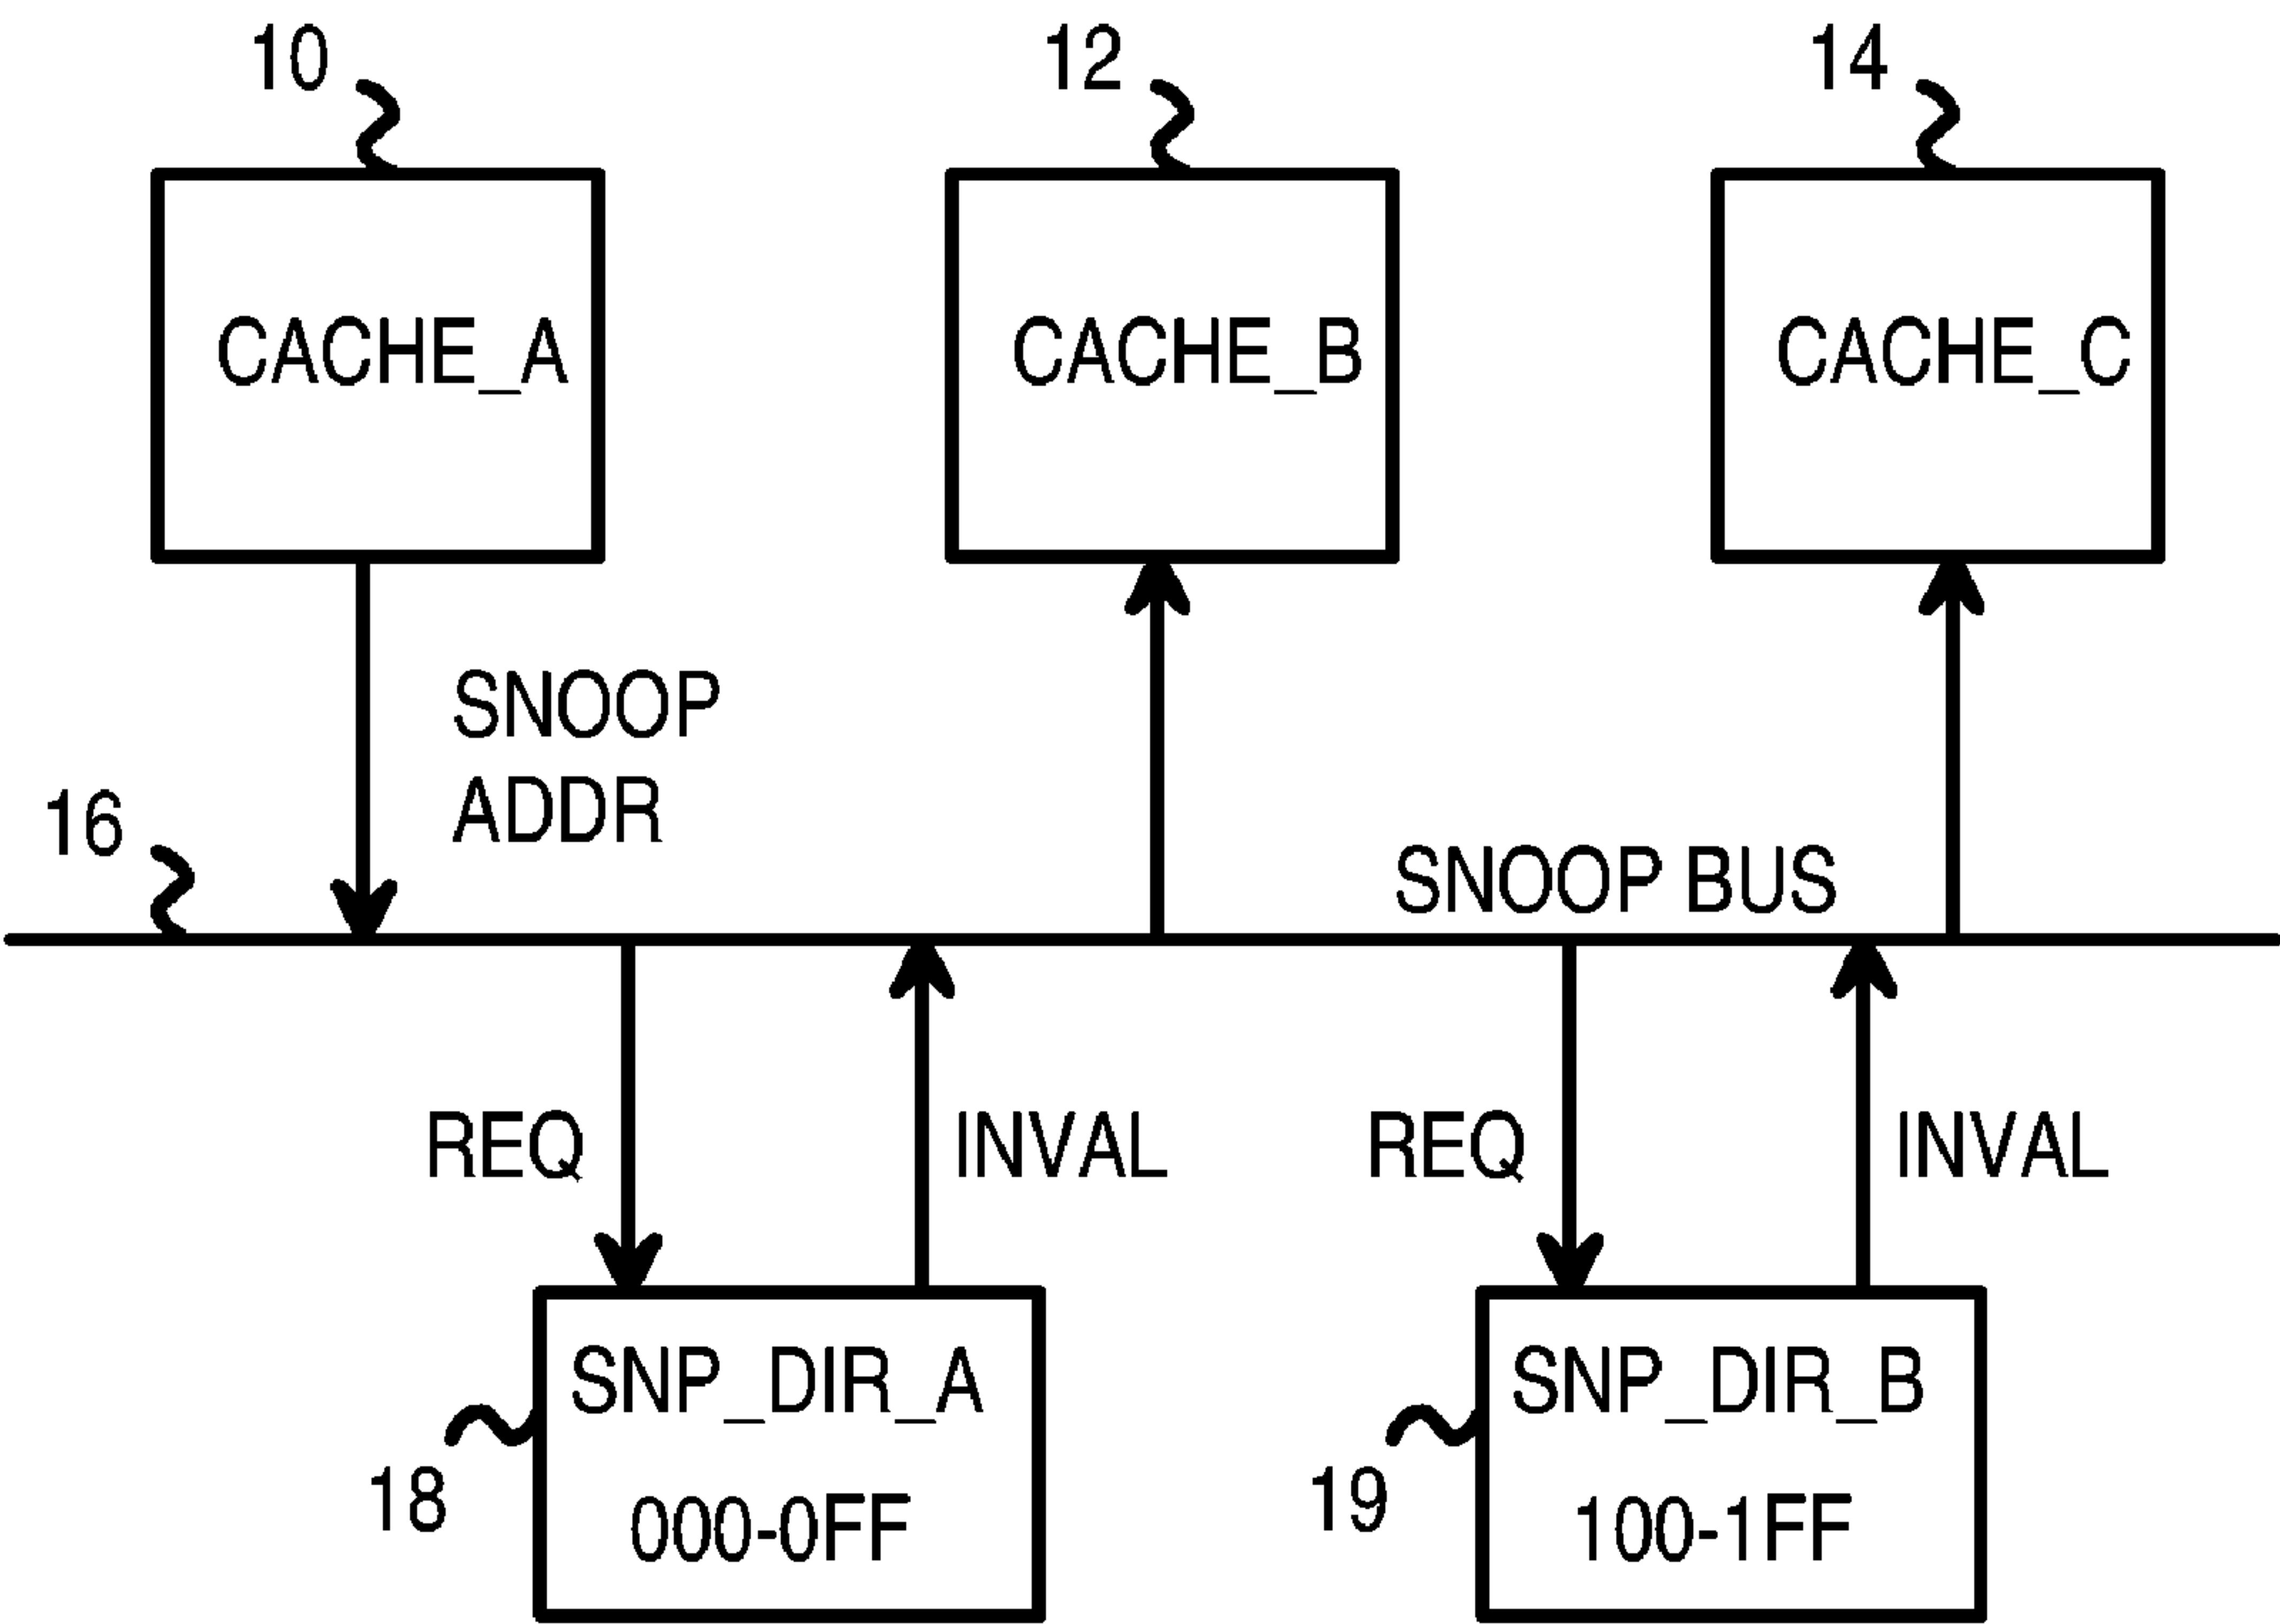 10
12
14
CACHE_A
CACHE_B
CACHE_C
SNOOP
ADDR
16
SNOOP BUS
REQ
INVAL
REQ
INVAL
SNP_DIR_A
SNP_DIR_B
18
000-0FF
19
100-1FF